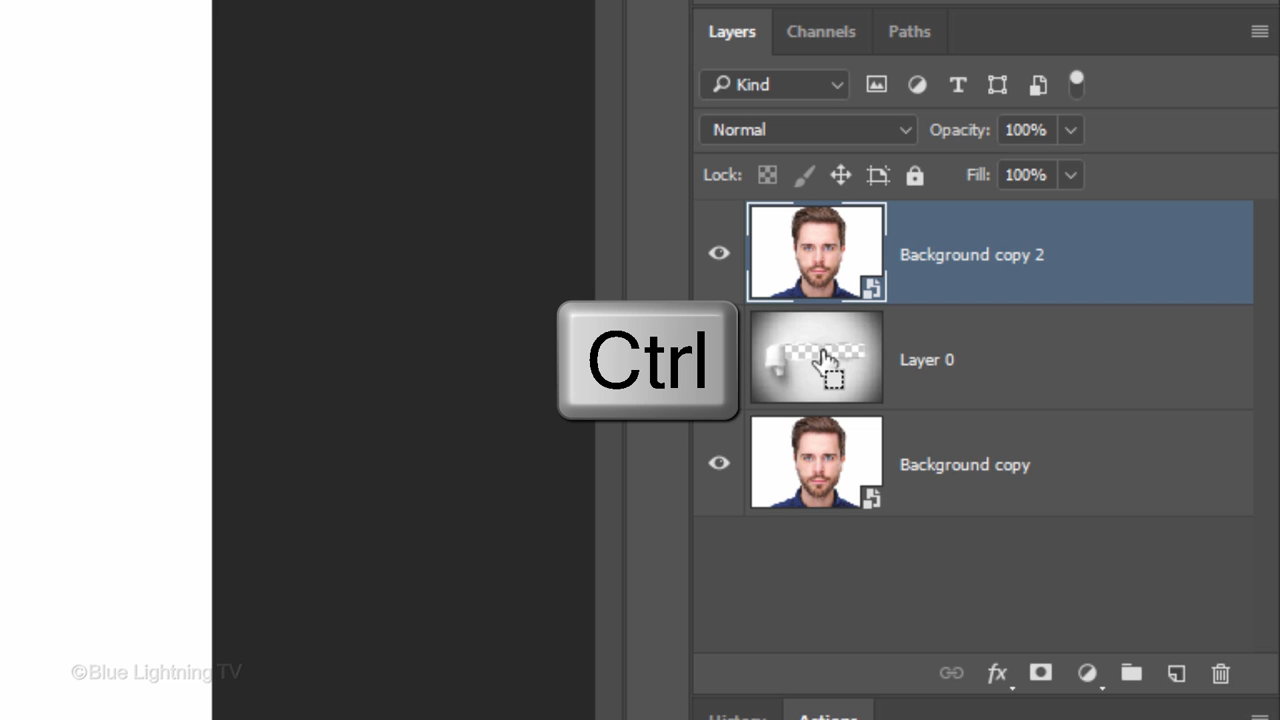 Layers Channels Paths
Kind
Normal Opacity: 100%
Lock: Fill: 100%
Background copy 2
Ctrl
Layer 0
Background copy
©Blue Lightning TV
fx
History Actions